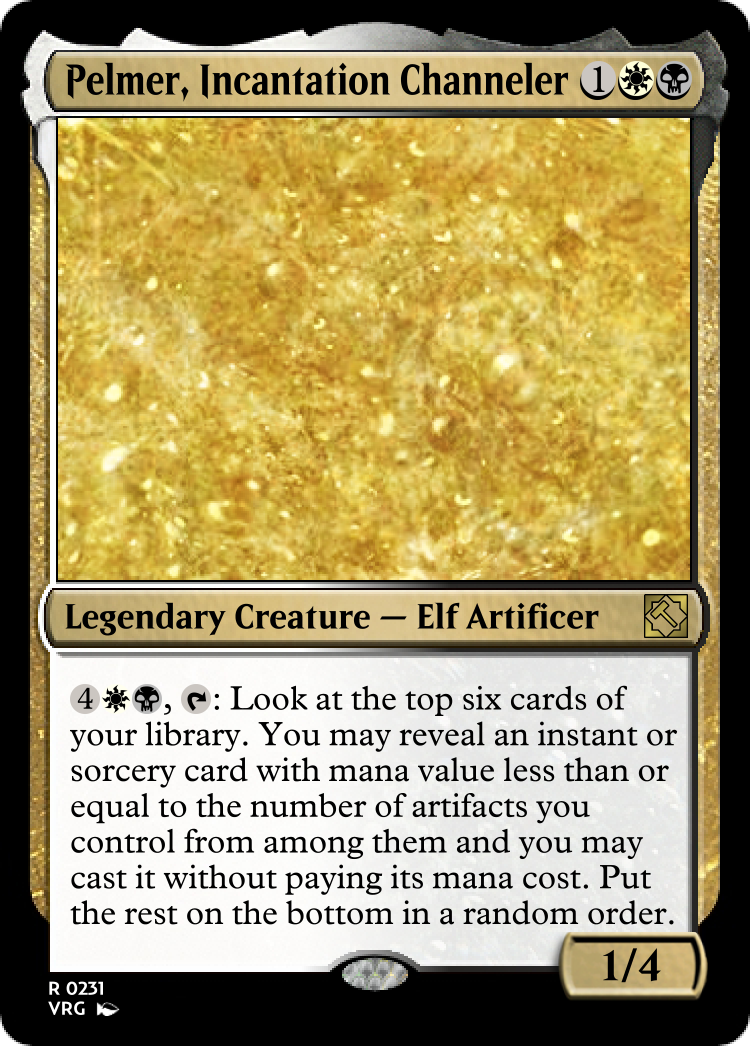 Pelmer, Incantation Channeler 1
Legendary Creature — Elf Artificer
4, : Look at the top six cards of
your library. You may reveal an instant or
sorcery card with mana value less than or
equal to the number of artifacts you
control from among them and you may
cast it without paying its mana cost. Put
the rest on the bottom in a random order.
1/4
R 0231
VRG